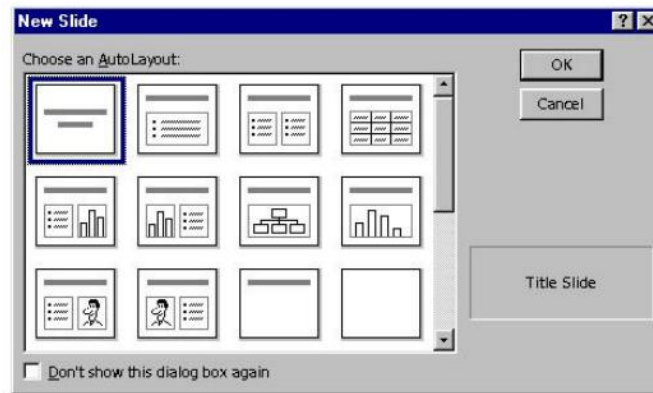 New Slide
Choose an AutoLayout:
OK
Cancel
Title Slide
Don't show this dialog box again